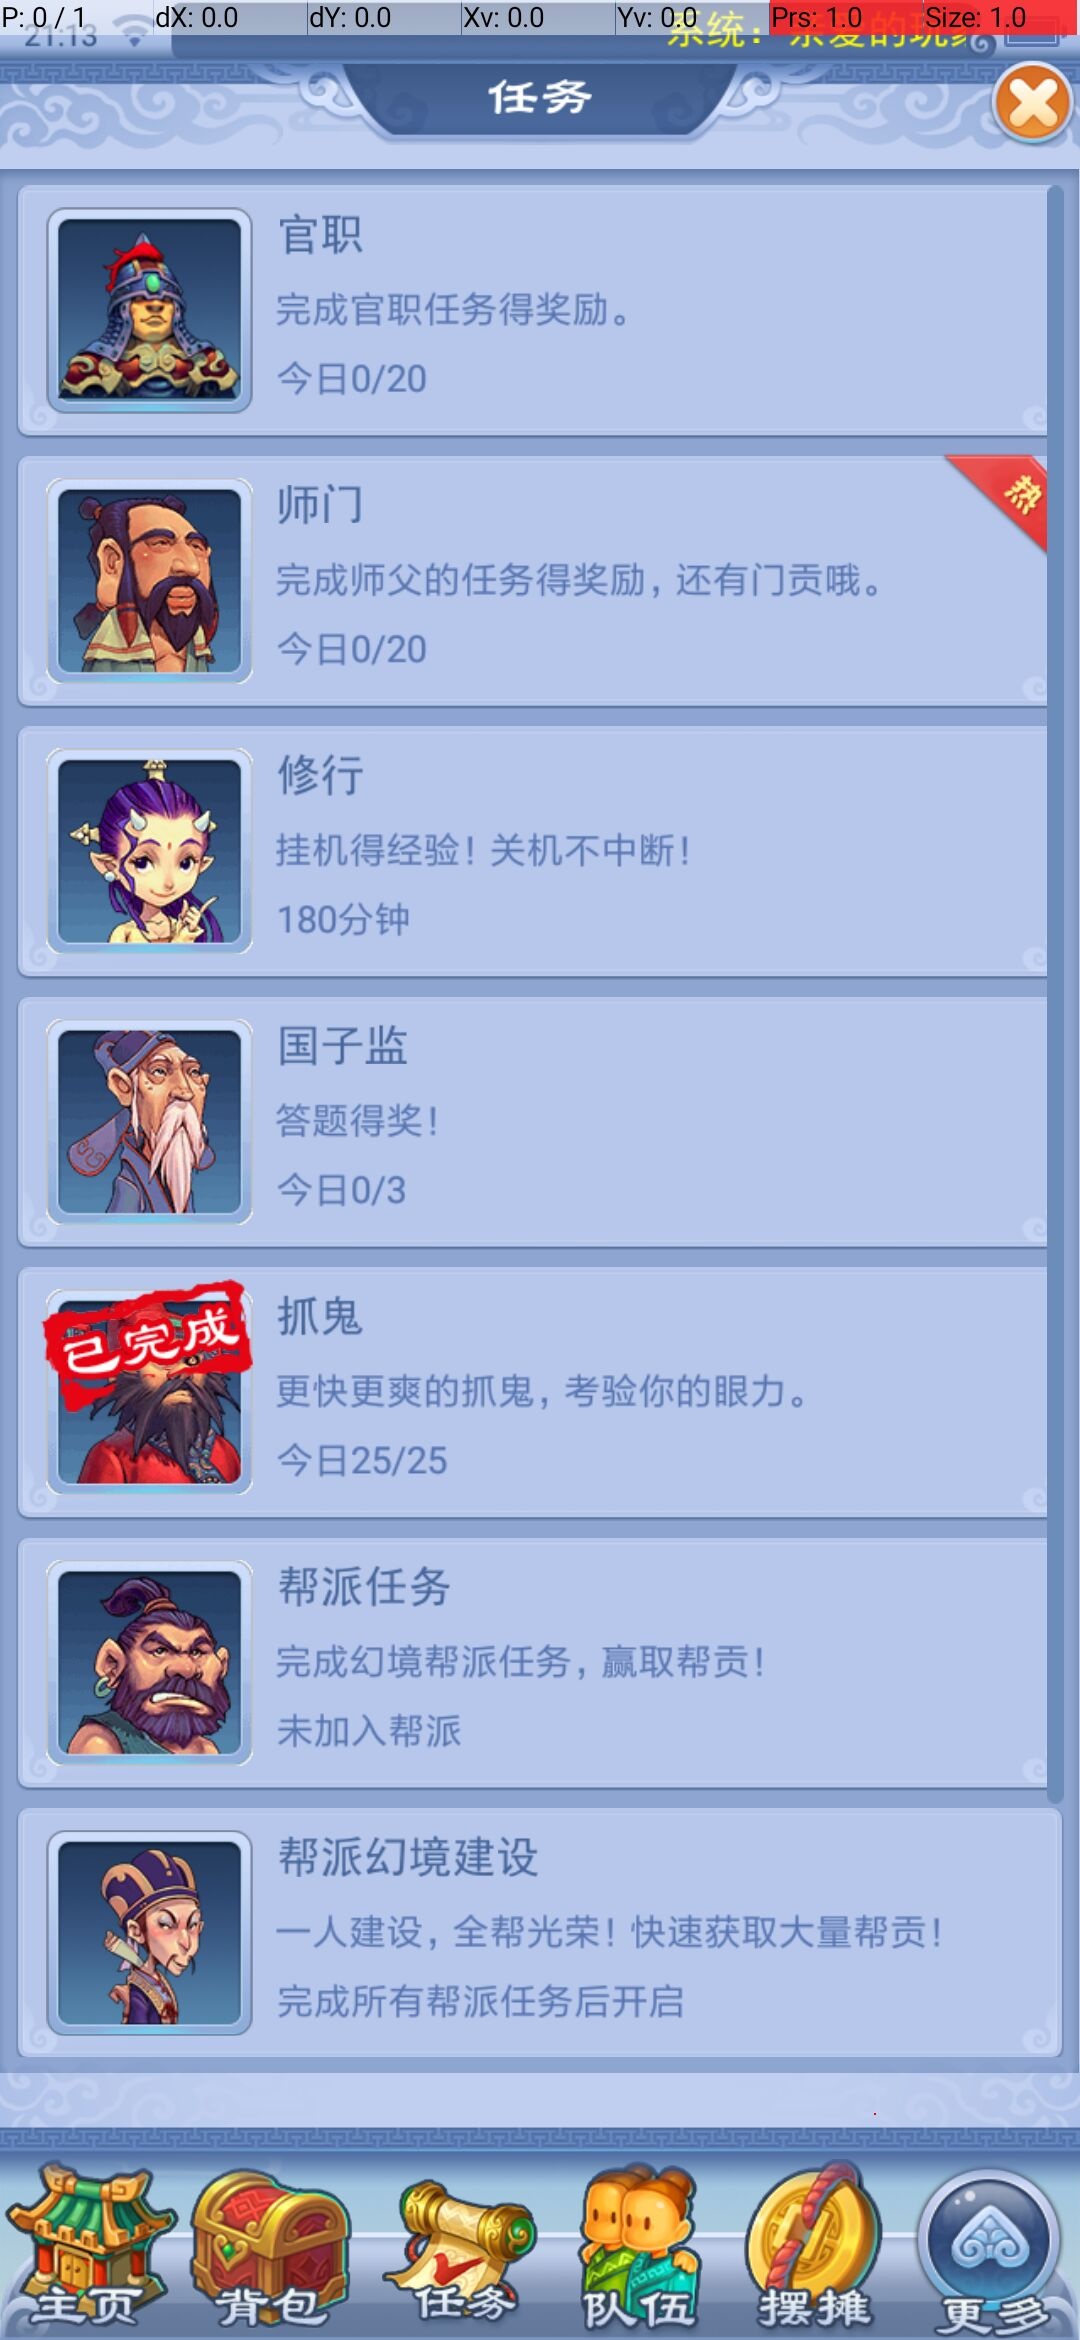 P: 0 / 1 dX: 0.0 dY: 0.0 Xv: 0.0 Yv: 0.0 Prs: 1.0 Size: 1.0
21:13 系统：亲爱的玩家
任务
官职
完成官职任务得奖励。
今日0/20
师门
热
完成师父的任务得奖励，还有门贡哦。
今日0/20
修行
挂机得经验！关机不中断！
180分钟
国子监
答题得奖！
今日0/3
已完成
抓鬼
更快更爽的抓鬼，考验你的眼力。
今日25/25
帮派任务
完成幻境帮派任务，赢取帮贡！
未加入帮派
帮派幻境建设
一人建设，全帮光荣！快速获取大量帮贡！
完成所有帮派任务后开启
主页 背包 任务 队伍 摆摊 更多